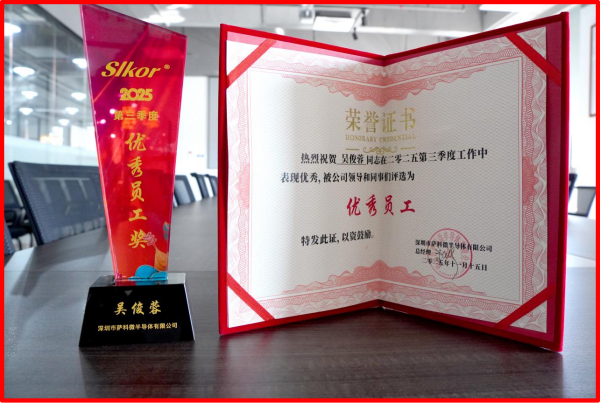 Slkor®
2025
第三季度
优秀员工奖
吴俊蓉
深圳市萨科微半导体有限公司
荣誉证书
HONORARY CREDENTIAL
热烈祝贺 吴俊蓉 同志在二零二五第三季度工作中
表现优秀,被公司领导和同事们评选为
优秀员工
特发此证,以资鼓励。
深圳市萨科微半导体有限公司
总经理
二零二五年十一月十五日